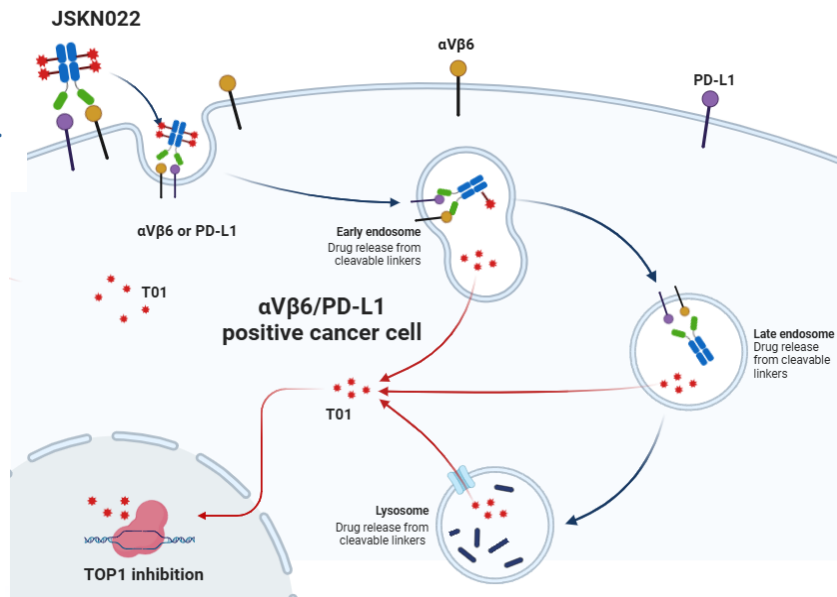 JSKN022
αVβ6
PD-L1
αVβ6 or PD-L1
Early endosome
Drug release from
cleavable linkers
T01
αVβ6/PD-L1
positive cancer cell
Late endosome
Drug release
from cleavable
linkers
T01
Lysosome
Drug release from
cleavable linkers
TOP1 inhibition